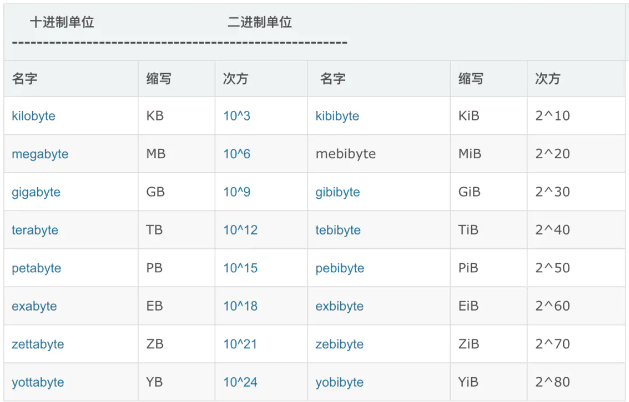 十进制单位 二进制单位
------------------------------------------------------
名字 缩写 次方 名字 缩写 次方
kilobyte KB 10^3 kibibyte KiB 2^10
megabyte MB 10^6 mebibyte MiB 2^20
gigabyte GB 10^9 gibibyte GiB 2^30
terabyte TB 10^12 tebibyte TiB 2^40
petabyte PB 10^15 pebibyte PiB 2^50
exabyte EB 10^18 exbibyte EiB 2^60
zettabyte ZB 10^21 zebibyte ZiB 2^70
yottabyte YB 10^24 yobibyte YiB 2^80